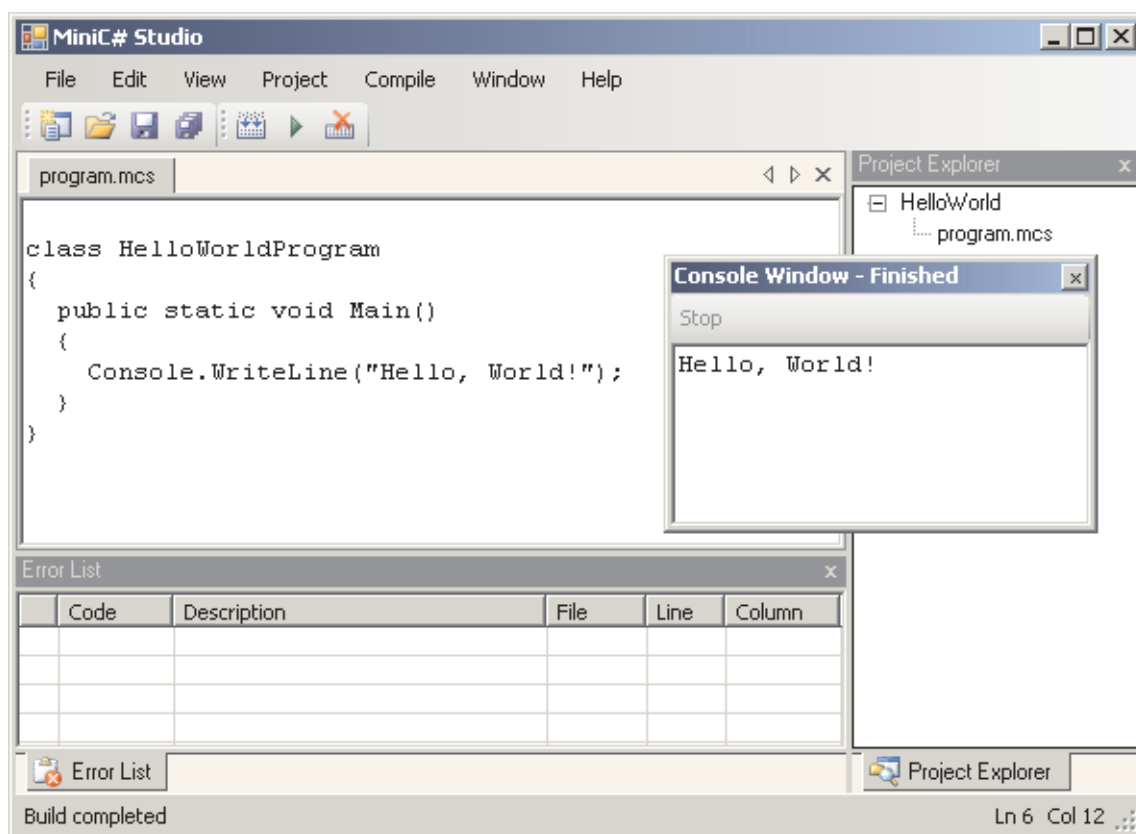 MiniC# Studio
File Edit View Project Compile Window Help
program.mcs
class HelloWorldProgram
{
  public static void Main()
  {
    Console.WriteLine("Hello, World!");
  }
}
Project Explorer
HelloWorld
program.mcs
Console Window - Finished
Stop
Hello, World!
Error List
Code Description File Line Column
Error List
Project Explorer
Build completed
Ln 6 Col 12